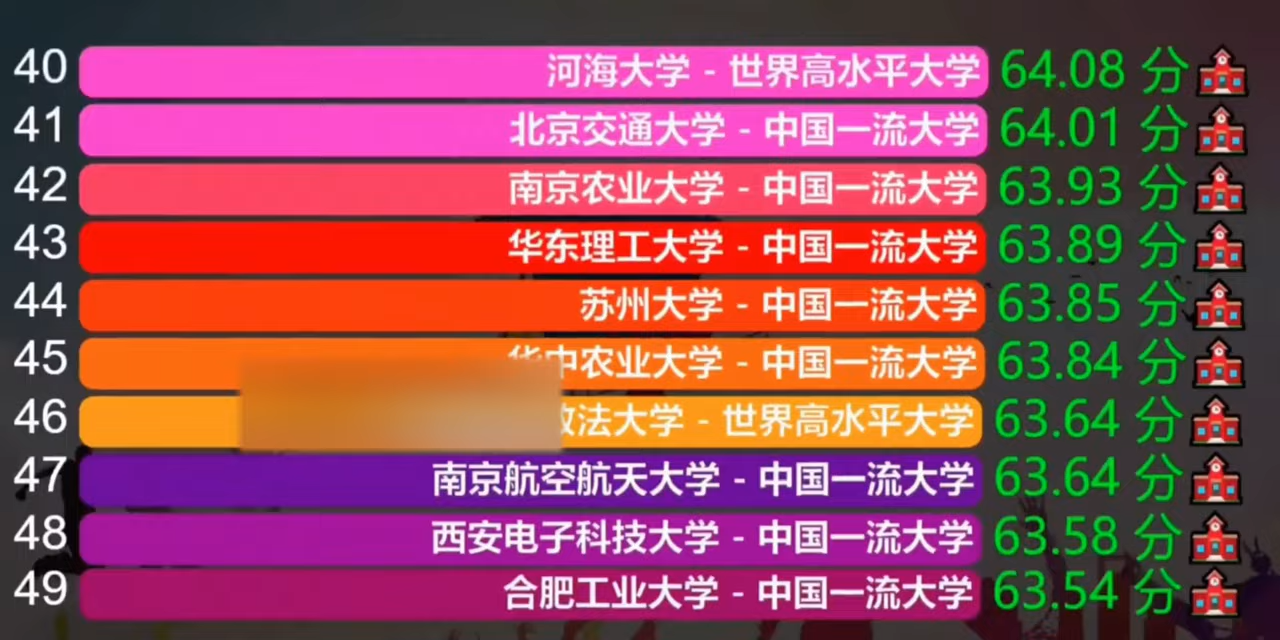 40 河海大学 - 世界高水平大学 64.08 分
41 北京交通大学 - 中国一流大学 64.01 分
42 南京农业大学 - 中国一流大学 63.93 分
43 华东理工大学 - 中国一流大学 63.89 分
44 苏州大学 - 中国一流大学 63.85 分
45 华中农业大学 - 中国一流大学 63.84 分
46 法大学 - 世界高水平大学 63.64 分
47 南京航空航天大学 - 中国一流大学 63.64 分
48 西安电子科技大学 - 中国一流大学 63.58 分
49 合肥工业大学 - 中国一流大学 63.54 分